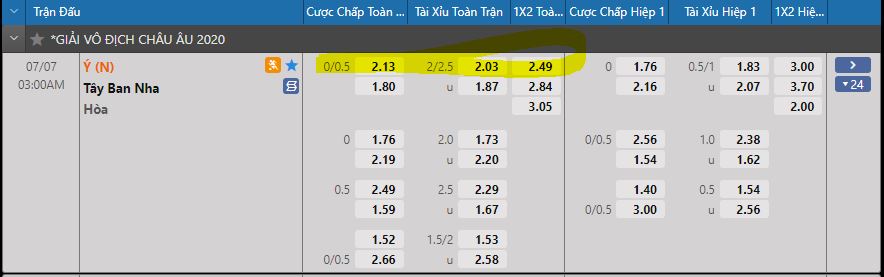 Trận Đấu Cược Chấp Toàn ... Tài Xỉu Toàn Trận 1X2 Toà... Cược Chấp Hiệp 1 Tài Xỉu Hiệp 1 1X2 Hiệ...
*GIẢI VÔ ĐỊCH CHÂU ÂU 2020
07/07 Ý (N) 0/0.5 2.13 2/2.5 2.03 2.49 0 1.76 0.5/1 1.83 3.00
03:00AM Tây Ban Nha 1.80 u 1.87 2.84 2.16 u 2.07 3.70 24
Hòa 3.05 2.00
0 1.76 2.0 1.73 0/0.5 2.56 1.0 2.38
2.19 u 2.20 1.54 u 1.62
0.5 2.49 2.5 2.29 1.40 0.5 1.54
1.59 u 1.67 0/0.5 3.00 u 2.56
1.52 1.5/2 1.53
0/0.5 2.66 u 2.58